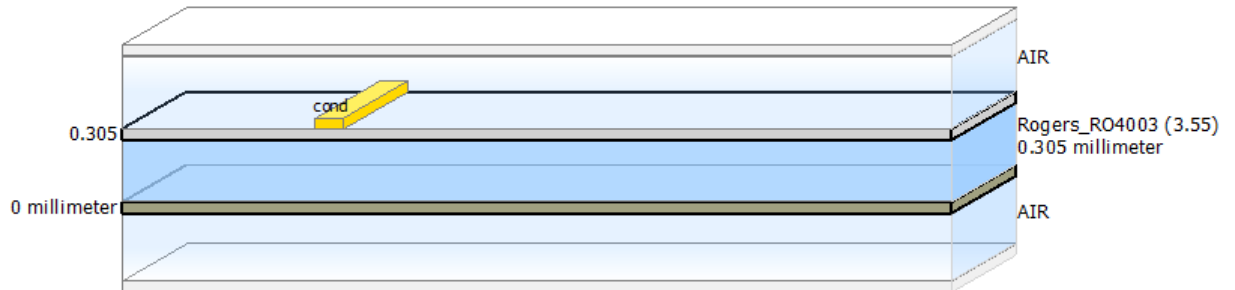 AIR
cond
0.305
Rogers_RO4003 (3.55)
0.305 millimeter
0 millimeter
AIR